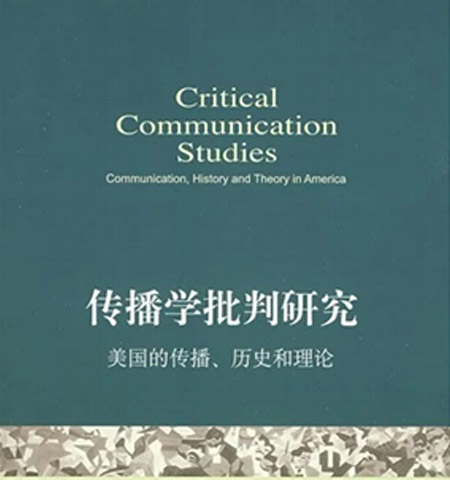 Critical
Communication
Studies
Communication, History and Theory in America
传播学批判研究
美国的传播、历史和理论